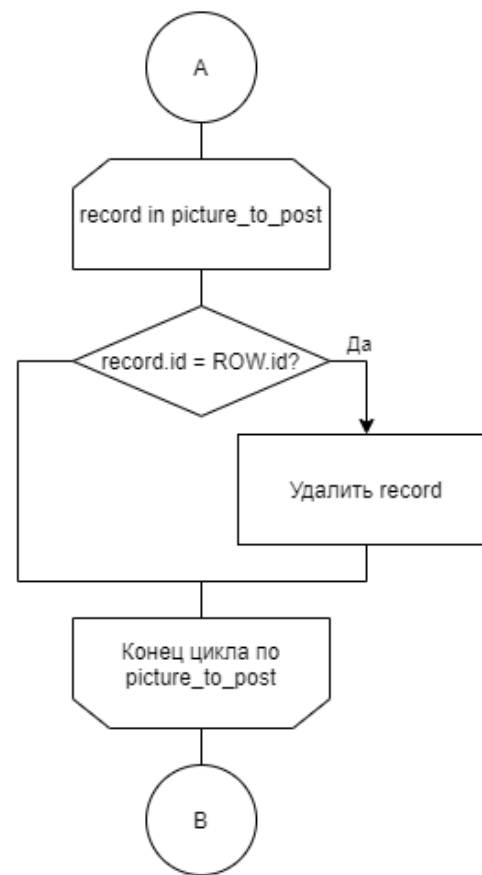 A
record in picture_to_post
record.id = ROW.id?
Да
Удалить record
Конец цикла по
picture_to_post
B